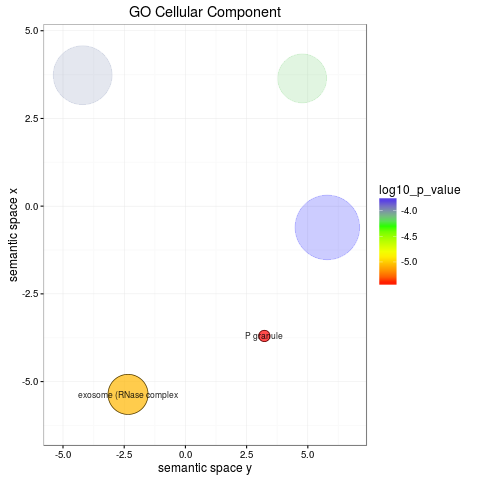 GO Cellular Component
5.0
2.5
0.0
-2.5
-5.0
semantic space x
P granule
exosome (RNase complex
-5.0
-2.5
0.0
2.5
5.0
semantic space y
log10_p_value
-4.0
-4.5
-5.0